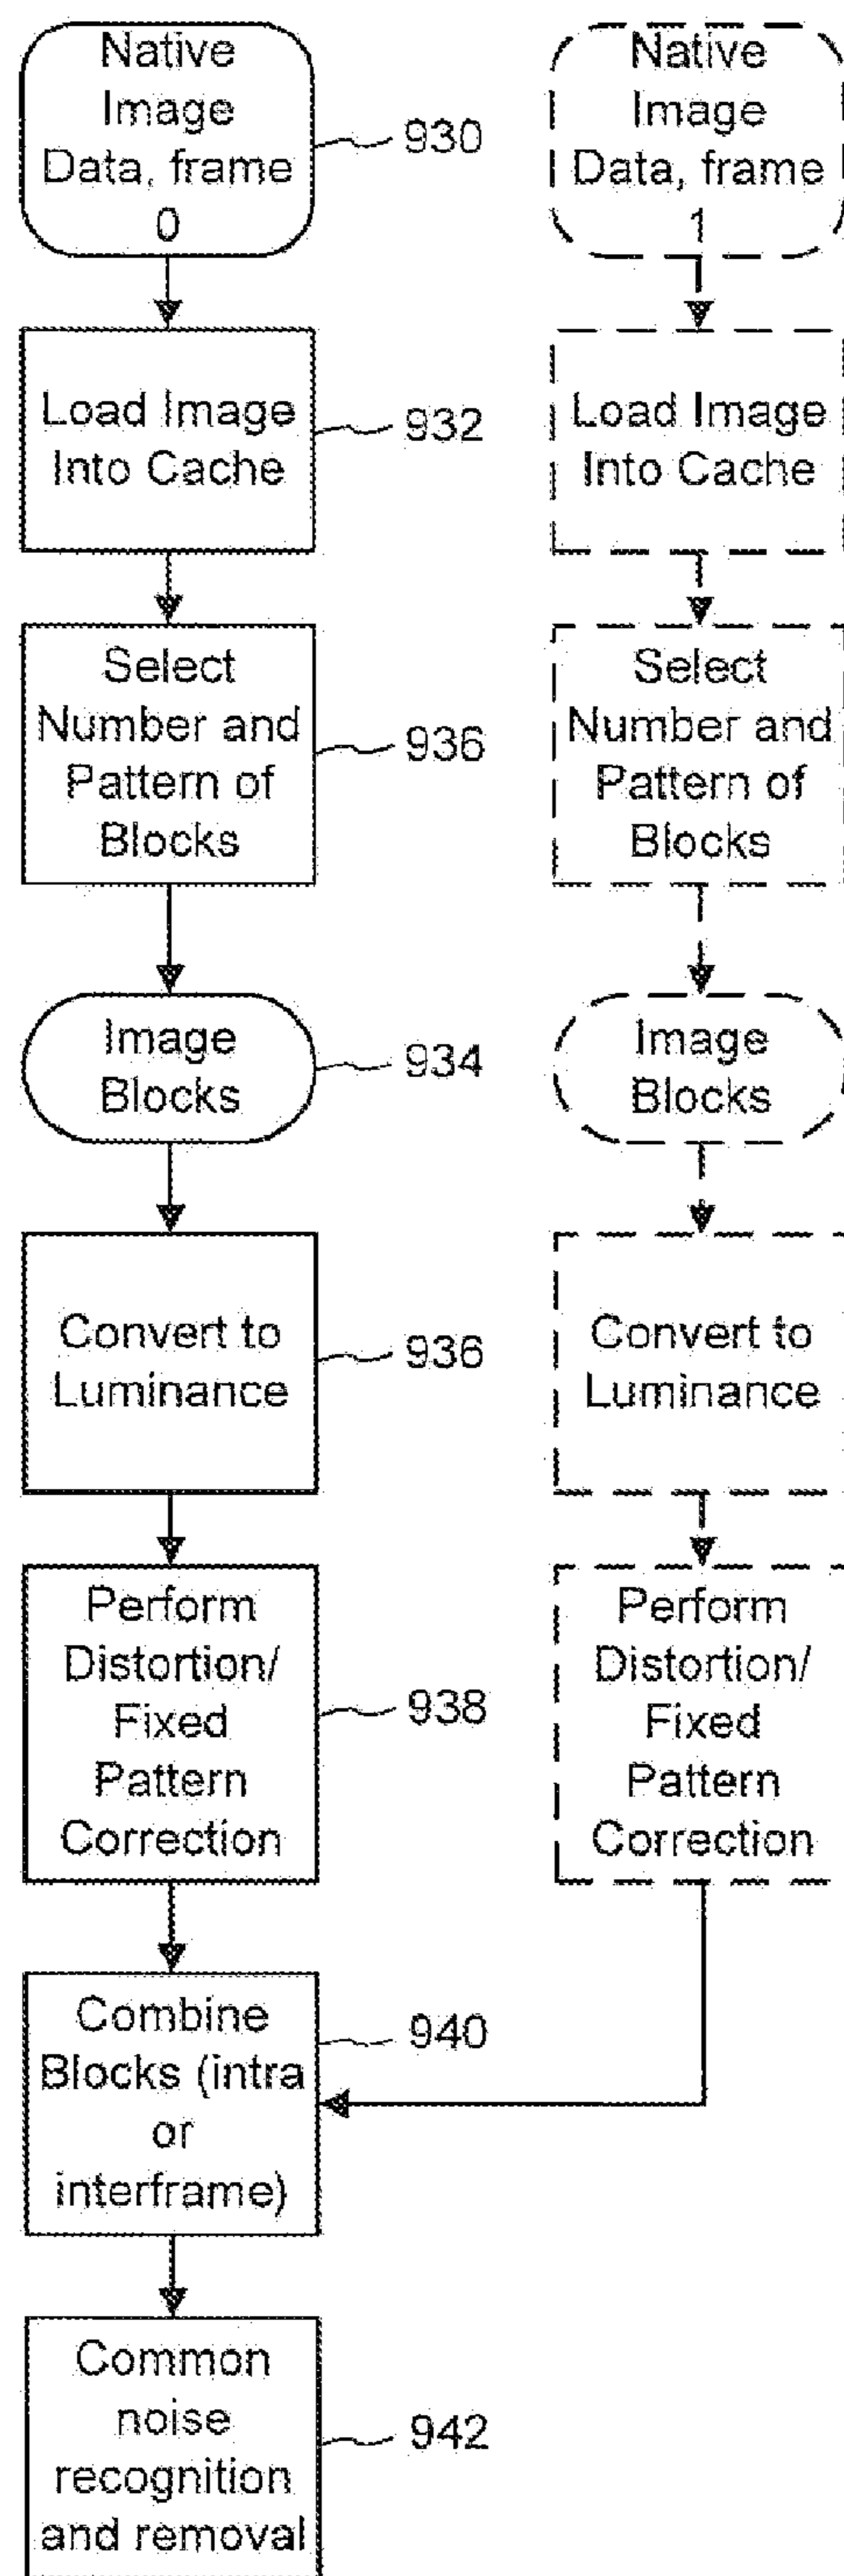 Native
Image
Data, frame
0
930
Load Image
Into Cache
932
Select
Number and
Pattern of
Blocks
936
Image
Blocks
934
Convert to
Luminance
936
Perform
Distortion/
Fixed
Pattern
Correction
938
Combine
Blocks (intra
or
interframe)
940
Common
noise
recognition
and removal
942
Native
Image
Data, frame
1
Load Image
Into Cache
Select
Number and
Pattern of
Blocks
Image
Blocks
Convert to
Luminance
Perform
Distortion/
Fixed
Pattern
Correction